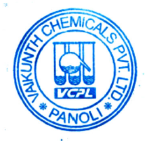 VAIKUNTH CHEMICALS PVT. LTD.
VCPL
* PANOLI *